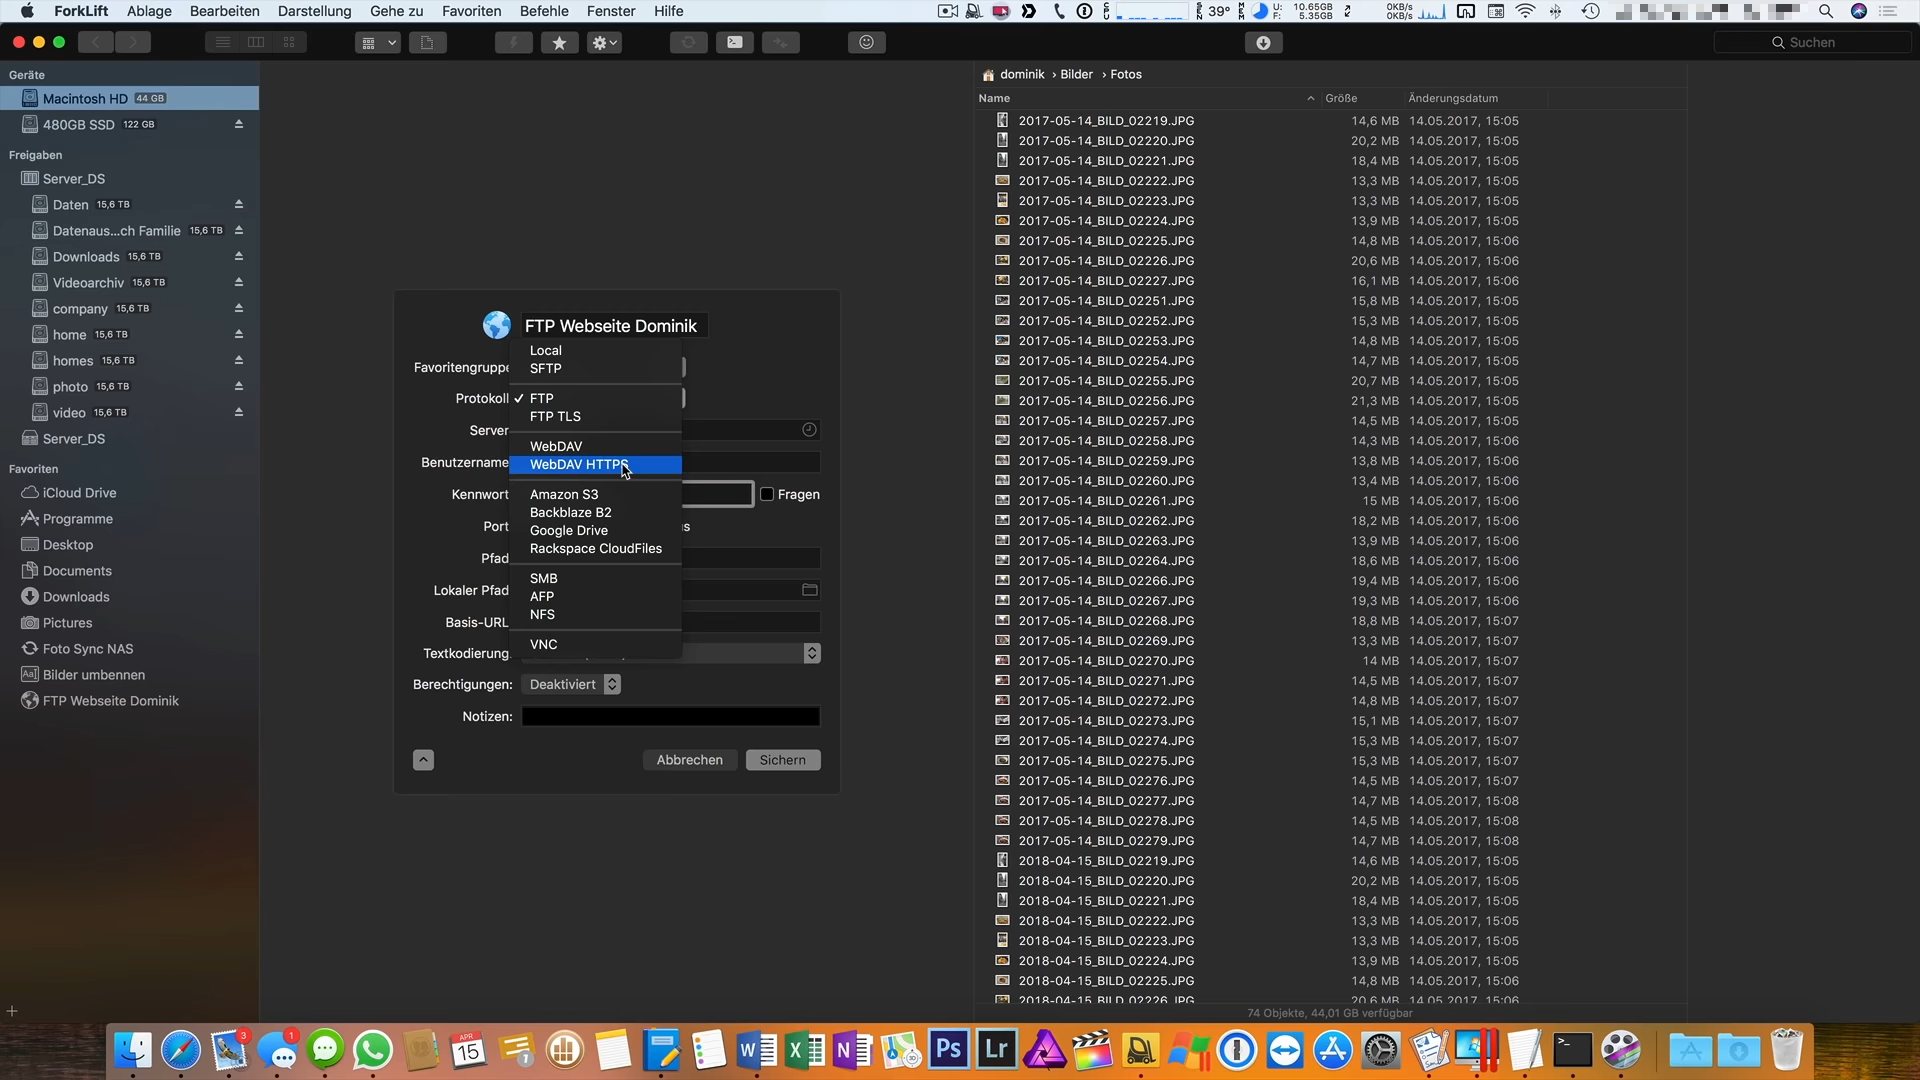 ForkLift Ablage Bearbeiten Darstellung Gehe zu Favoriten Befehle Fenster Hilfe
39° U: F: 10.65GB 5.35GB 0KB/s 0KB/s
Suchen
Geräte
Macintosh HD 44 GB
480GB SSD 122 GB
Freigaben
Server_DS
Daten 15,6 TB
Datenaus...ch Familie 15,6 TB
Downloads 15,6 TB
Videoarchiv 15,6 TB
company 15,6 TB
home 15,6 TB
homes 15,6 TB
photo 15,6 TB
video 15,6 TB
Server_DS
Favoriten
iCloud Drive
Programme
Desktop
Documents
Downloads
Pictures
Foto Sync NAS
Bilder umbennen
FTP Webseite Dominik
FTP Webseite Dominik
Favoritengruppe
Protokoll
Server
Benutzername
Kennwort
Fragen
Port
Pfad
Lokaler Pfad
Basis-URL
Textkodierung
Berechtigungen: Deaktiviert
Notizen:
Abbrechen Sichern
Local
SFTP
✓ FTP
FTP TLS
WebDAV
WebDAV HTTPS
Amazon S3
Backblaze B2
Google Drive
Rackspace CloudFiles
SMB
AFP
NFS
VNC
dominik › Bilder › Fotos
Name Größe Änderungsdatum
2017-05-14_BILD_02219.JPG 14,6 MB 14.05.2017, 15:05
2017-05-14_BILD_02220.JPG 20,2 MB 14.05.2017, 15:05
2017-05-14_BILD_02221.JPG 18,4 MB 14.05.2017, 15:05
2017-05-14_BILD_02222.JPG 13,3 MB 14.05.2017, 15:05
2017-05-14_BILD_02223.JPG 13,3 MB 14.05.2017, 15:05
2017-05-14_BILD_02224.JPG 13,9 MB 14.05.2017, 15:06
2017-05-14_BILD_02225.JPG 14,8 MB 14.05.2017, 15:06
2017-05-14_BILD_02226.JPG 20,6 MB 14.05.2017, 15:06
2017-05-14_BILD_02227.JPG 16,1 MB 14.05.2017, 15:06
2017-05-14_BILD_02251.JPG 15,8 MB 14.05.2017, 15:06
2017-05-14_BILD_02252.JPG 15,3 MB 14.05.2017, 15:06
2017-05-14_BILD_02253.JPG 14,8 MB 14.05.2017, 15:06
2017-05-14_BILD_02254.JPG 14,7 MB 14.05.2017, 15:06
2017-05-14_BILD_02255.JPG 20,7 MB 14.05.2017, 15:06
2017-05-14_BILD_02256.JPG 21,3 MB 14.05.2017, 15:06
2017-05-14_BILD_02257.JPG 14,5 MB 14.05.2017, 15:06
2017-05-14_BILD_02258.JPG 14,3 MB 14.05.2017, 15:06
2017-05-14_BILD_02259.JPG 13,8 MB 14.05.2017, 15:06
2017-05-14_BILD_02260.JPG 13,4 MB 14.05.2017, 15:06
2017-05-14_BILD_02261.JPG 15 MB 14.05.2017, 15:06
2017-05-14_BILD_02262.JPG 18,2 MB 14.05.2017, 15:06
2017-05-14_BILD_02263.JPG 13,9 MB 14.05.2017, 15:06
2017-05-14_BILD_02264.JPG 18,6 MB 14.05.2017, 15:06
2017-05-14_BILD_02266.JPG 19,4 MB 14.05.2017, 15:06
2017-05-14_BILD_02267.JPG 19,3 MB 14.05.2017, 15:06
2017-05-14_BILD_02268.JPG 18,8 MB 14.05.2017, 15:07
2017-05-14_BILD_02269.JPG 13,3 MB 14.05.2017, 15:07
2017-05-14_BILD_02270.JPG 14 MB 14.05.2017, 15:07
2017-05-14_BILD_02271.JPG 14,5 MB 14.05.2017, 15:07
2017-05-14_BILD_02272.JPG 14,8 MB 14.05.2017, 15:07
2017-05-14_BILD_02273.JPG 15,1 MB 14.05.2017, 15:07
2017-05-14_BILD_02274.JPG 15,3 MB 14.05.2017, 15:07
2017-05-14_BILD_02275.JPG 15,3 MB 14.05.2017, 15:07
2017-05-14_BILD_02276.JPG 14,5 MB 14.05.2017, 15:07
2017-05-14_BILD_02277.JPG 14,7 MB 14.05.2017, 15:08
2017-05-14_BILD_02278.JPG 14,5 MB 14.05.2017, 15:08
2017-05-14_BILD_02279.JPG 14,7 MB 14.05.2017, 15:08
2018-04-15_BILD_02219.JPG 14,6 MB 14.05.2017, 15:05
2018-04-15_BILD_02220.JPG 20,2 MB 14.05.2017, 15:05
2018-04-15_BILD_02221.JPG 18,4 MB 14.05.2017, 15:05
2018-04-15_BILD_02222.JPG 13,3 MB 14.05.2017, 15:05
2018-04-15_BILD_02223.JPG 13,3 MB 14.05.2017, 15:05
2018-04-15_BILD_02224.JPG 13,9 MB 14.05.2017, 15:06
2018-04-15_BILD_02225.JPG 14,8 MB 14.05.2017, 15:06
2018-04-15_BILD_02226.JPG 20,6 MB 14.05.2017, 15:06
74 Objekte, 44,01 GB verfügbar
3 1 APR 15 7 W X N 3D Ps Lr